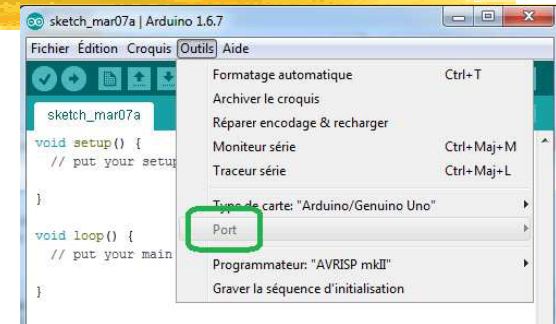 sketch_mar07a | Arduino 1.6.7
Fichier Édition Croquis Outils Aide
sketch_mar07a
void setup() {
// put your setup
}
void loop() {
// put your main
}
Formatage automatique Ctrl+T
Archiver le croquis
Réparer encodage & recharger
Moniteur série Ctrl+Maj+M
Traceur série Ctrl+Maj+L
Type de carte: "Arduino/Genuino Uno"
Port
Programmateur: "AVRISP mkII"
Graver la séquence d'initialisation